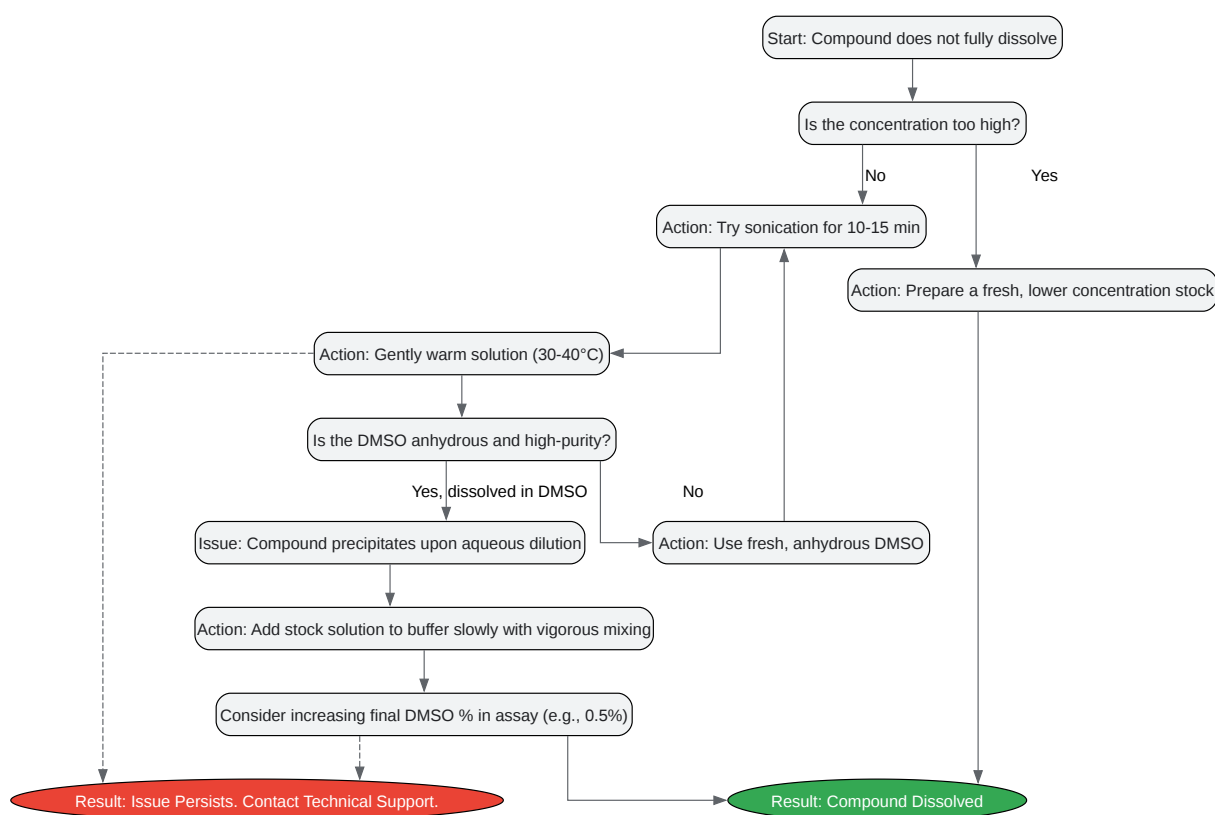 Start: Compound does not fully dissolve
Is the concentration too high?
No
Yes
Action: Try sonication for 10-15 min
Action: Prepare a fresh, lower concentration stock
Action: Gently warm solution (30-40°C)
Is the DMSO anhydrous and high-purity?
Yes, dissolved in DMSO
No
Issue: Compound precipitates upon aqueous dilution
Action: Use fresh, anhydrous DMSO
Action: Add stock solution to buffer slowly with vigorous mixing
Consider increasing final DMSO % in assay (e.g., 0.5%)
Result: Issue Persists. Contact Technical Support.
Result: Compound Dissolved